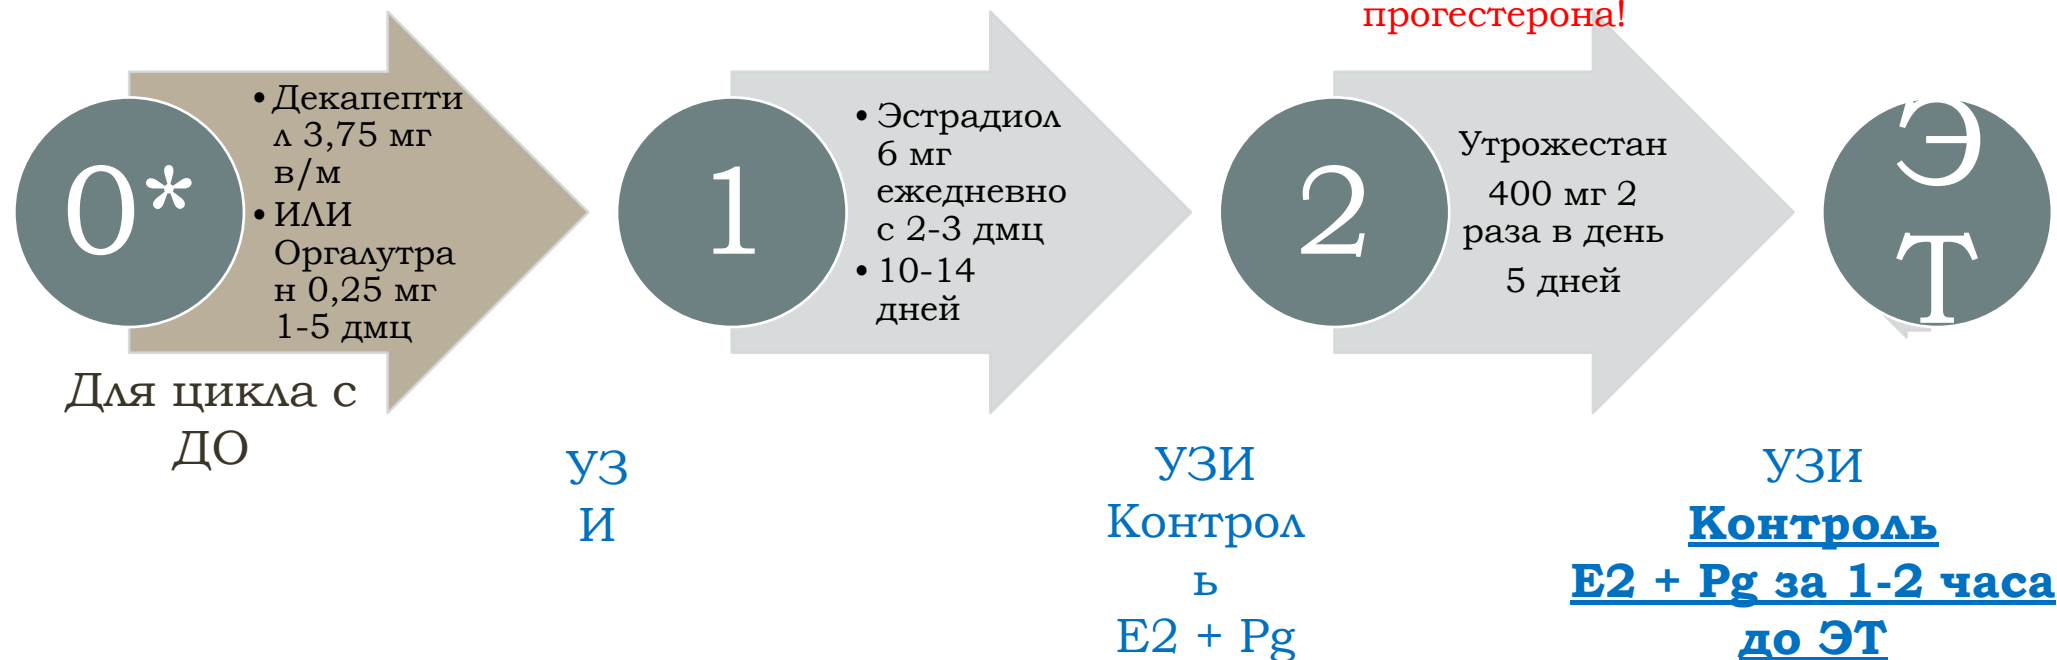 прогестерона!
0*
• Декапепти
л 3,75 мг
в/м
• ИЛИ
Оргалутра
н 0,25 мг
1-5 дмц
Для цикла с
ДО
УЗ
И
1
• Эстрадиол
6 мг
ежедневно
с 2-3 дмц
• 10-14
дней
УЗИ
Контрол
ь
Е2 + Pg
2
Утрожестан
400 мг 2
раза в день
5 дней
Э
Т
УЗИ
Контроль
Е2 + Pg за 1-2 часа
до ЭТ